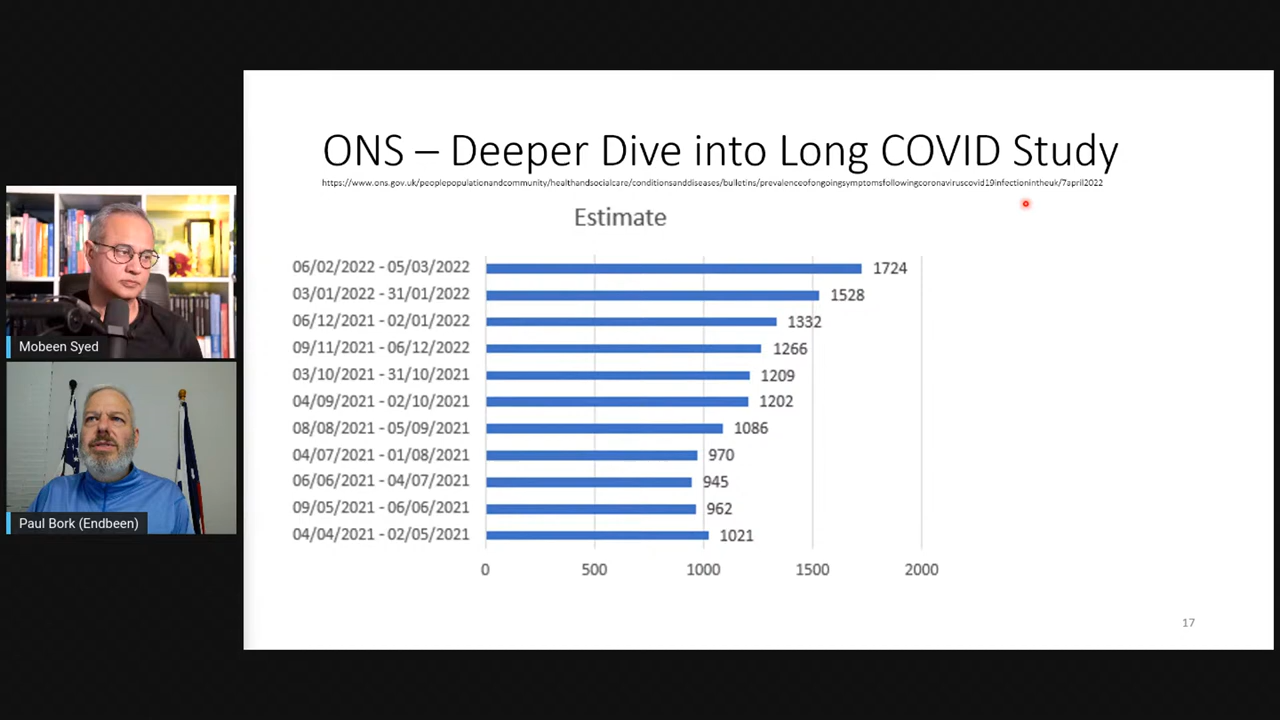 ONS – Deeper Dive into Long COVID Study
https://www.ons.gov.uk/peoplepopulationandcommunity/healthandsocialcare/conditionsanddiseases/bulletins/prevalenceofongoingsymptomsfollowingcoronaviruscovid19infectionintheuk/7april2022
Estimate
06/02/2022 - 05/03/2022 1724
03/01/2022 - 31/01/2022 1528
06/12/2021 - 02/01/2022 1332
09/11/2021 - 06/12/2022 1266
03/10/2021 - 31/10/2021 1209
04/09/2021 - 02/10/2021 1202
08/08/2021 - 05/09/2021 1086
04/07/2021 - 01/08/2021 970
06/06/2021 - 04/07/2021 945
09/05/2021 - 06/06/2021 962
04/04/2021 - 02/05/2021 1021
0 500 1000 1500 2000
17
Mobeen Syed
Paul Bork (Endbeen)